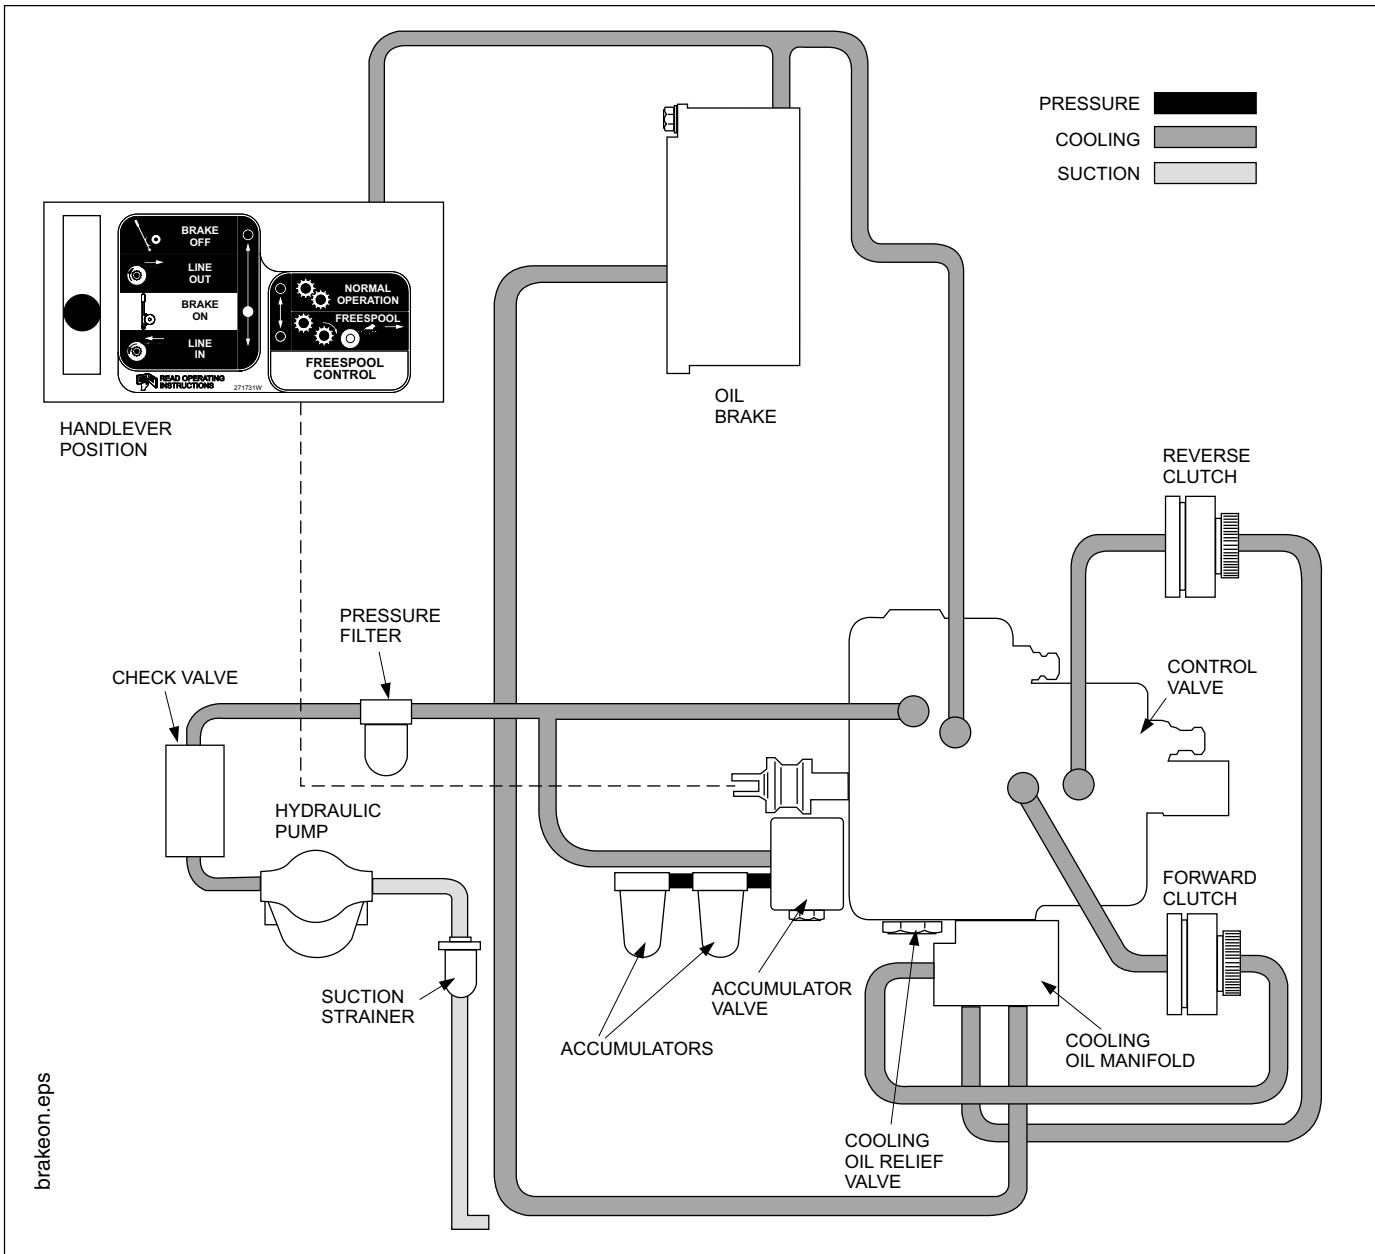 PRESSURE
COOLING
SUCTION
BRAKE
OFF
LINE
OUT
BRAKE
ON
LINE
IN
READ OPERATING
INSTRUCTIONS
271731W
NORMAL
OPERATION
FREESPOOL
FREESPOOL
CONTROL
HANDLEVER
POSITION
OIL
BRAKE
REVERSE
CLUTCH
PRESSURE
FILTER
CHECK VALVE
CONTROL
VALVE
HYDRAULIC
PUMP
FORWARD
CLUTCH
SUCTION
STRAINER
ACCUMULATOR
VALVE
ACCUMULATORS
COOLING
OIL MANIFOLD
COOLING
OIL RELIEF
VALVE
brakeon.eps